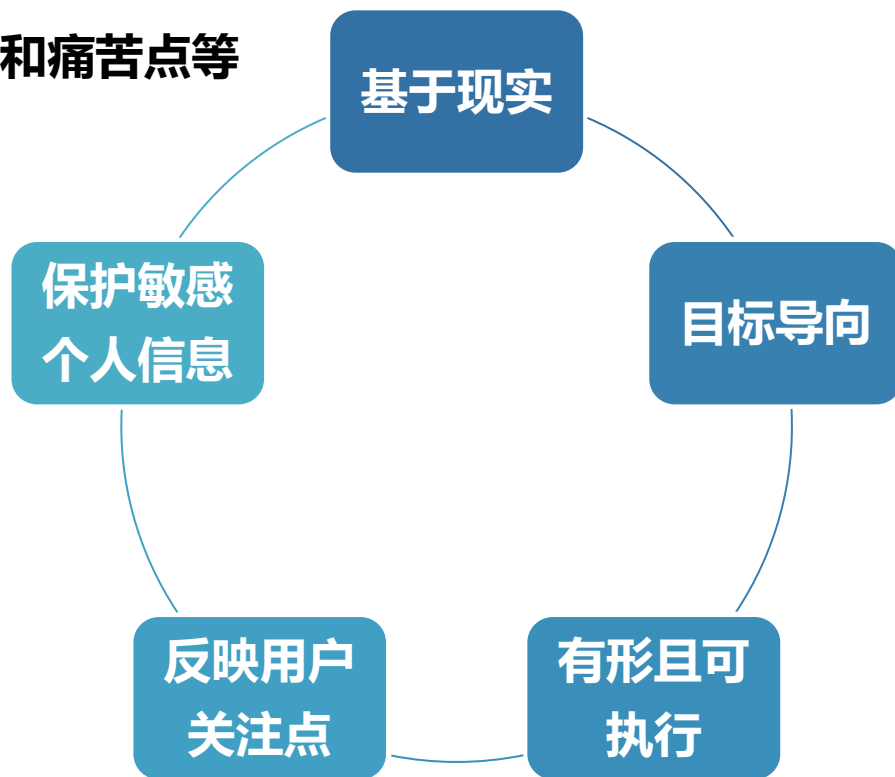 和痛苦点等
基于现实
目标导向
有形且可
执行
反映用户
关注点
保护敏感
个人信息